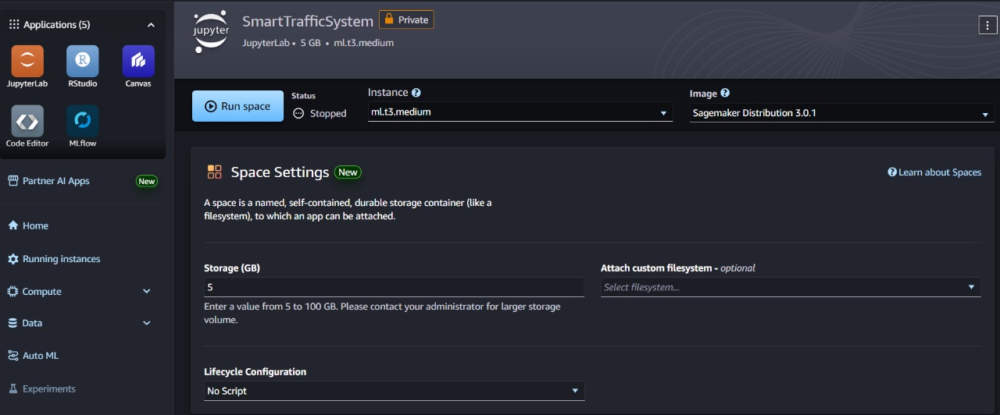 Applications (5)
JupyterLab
RStudio
Canvas
Code Editor
MLflow
Partner AI Apps
New
Home
Running instances
Compute
Data
Auto ML
Experiments
jupyter
SmartTrafficSystem
Private
JupyterLab • 5 GB • ml.t3.medium
Run space
Status
Stopped
Instance
ml.t3.medium
Image
Sagemaker Distribution 3.0.1
Space Settings
New
Learn about Spaces
A space is a named, self-contained, durable storage container (like a
filesystem), to which an app can be attached.
Storage (GB)
5
Enter a value from 5 to 100 GB. Please contact your administrator for larger storage
volume.
Attach custom filesystem - optional
Select filesystem...
Lifecycle Configuration
No Script